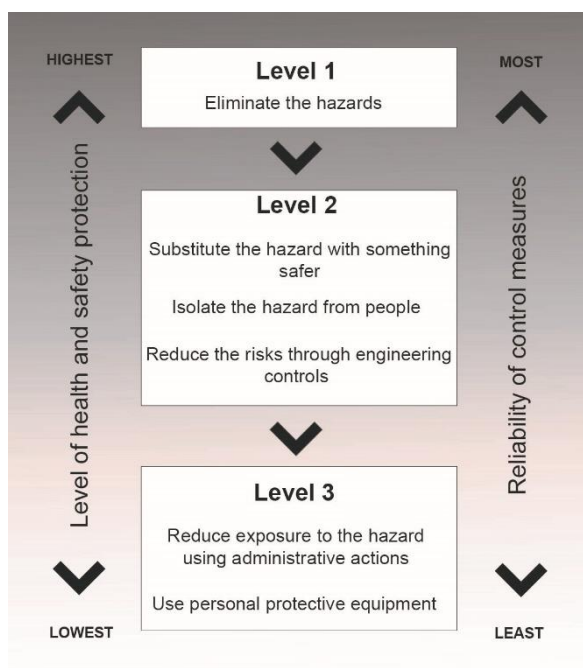 HIGHEST
MOST
Level 1
Eliminate the hazards
Level of health and safety protection
Reliability of control measures
Level 2
Substitute the hazard with something
safer
Isolate the hazard from people
Reduce the risks through engineering
controls
Level 3
Reduce exposure to the hazard
using administrative actions
Use personal protective equipment
LOWEST
LEAST